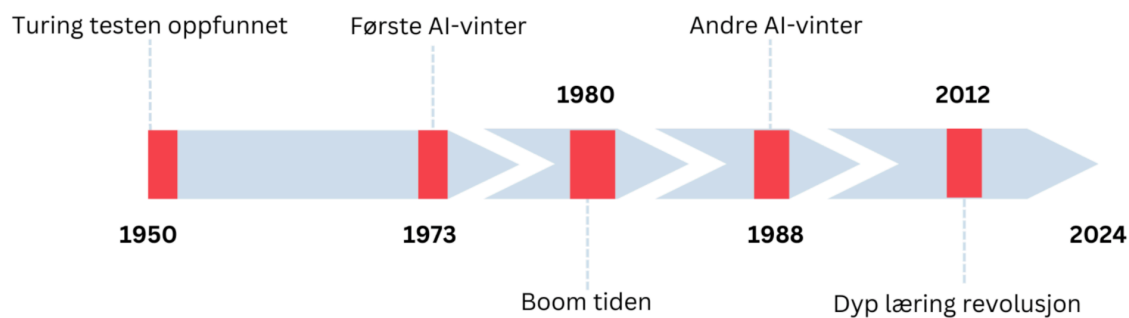 Turing testen oppfunnet
Første AI-vinter
Andre AI-vinter
1980
2012
1950
1973
1988
2024
Boom tiden
Dyp læring revolusjon